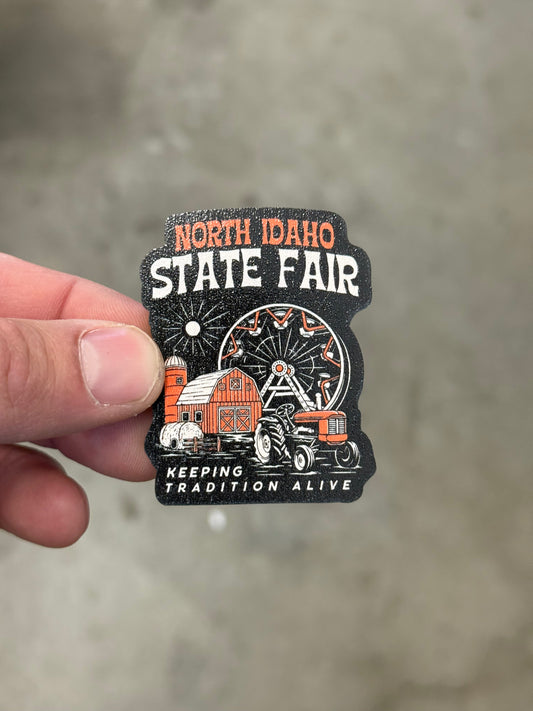 NORTH IDAHO
STATE FAIR
KEEPING
TRADITION ALIVE